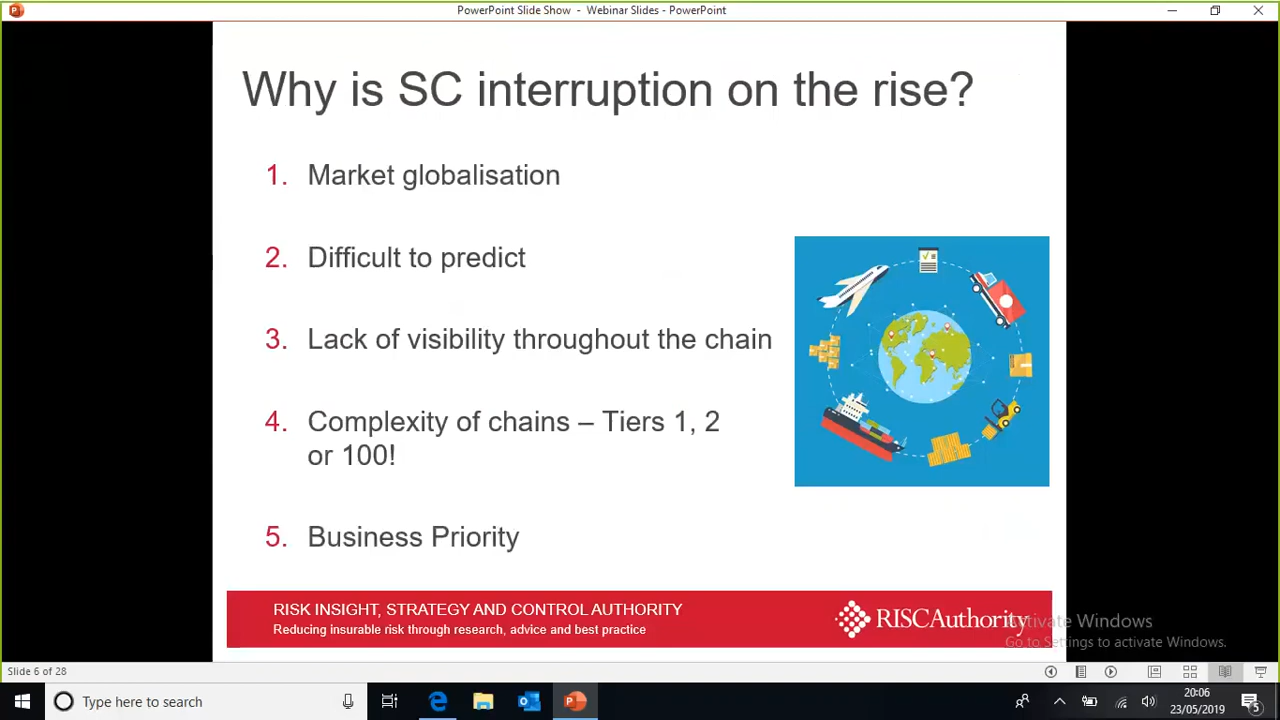 PowerPoint Slide Show - Webinar Slides - PowerPoint
Why is SC interruption on the rise?
1. Market globalisation
2. Difficult to predict
3. Lack of visibility throughout the chain
4. Complexity of chains – Tiers 1, 2
or 100!
5. Business Priority
RISK INSIGHT, STRATEGY AND CONTROL AUTHORITY
Reducing insurable risk through research, advice and best practice
RISCAuthority
Activate Windows
Go to Settings to activate Windows.
Slide 6 of 28
Type here to search
20:06
23/05/2019
5